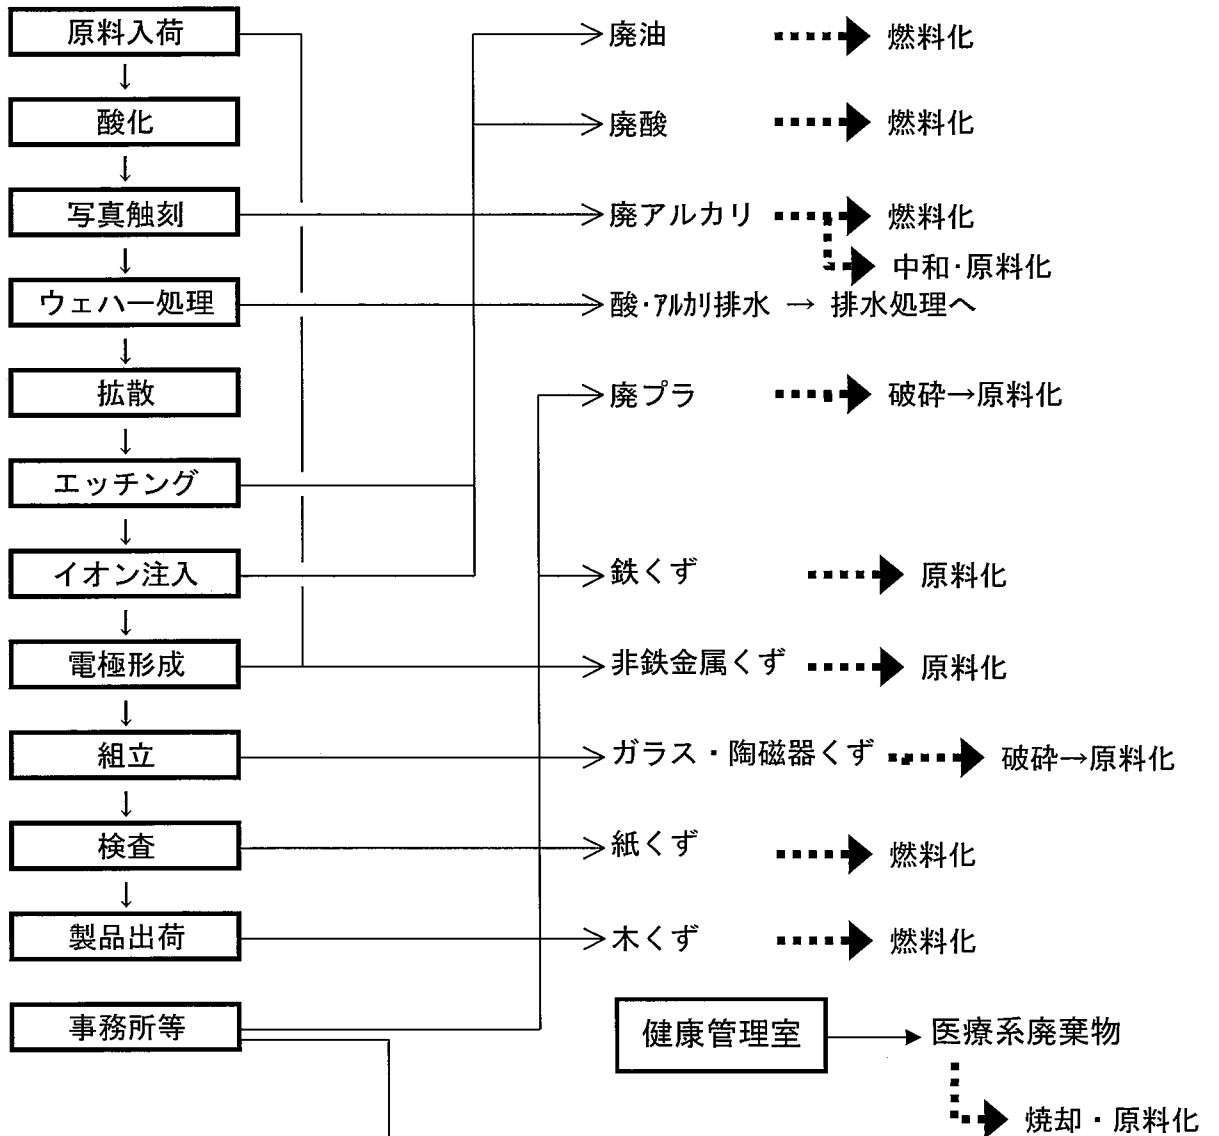 原料入荷
廃油
燃料化
酸化
廃酸
燃料化
写真触刻
廃アルカリ
燃料化
中和・原料化
ウェハー処理
酸・アルカリ排水 → 排水処理へ
拡散
廃プラ
破砕→原料化
エッチング
イオン注入
鉄くず
原料化
電極形成
非鉄金属くず
原料化
組立
ガラス・陶磁器くず
破砕→原料化
検査
紙くず
燃料化
製品出荷
木くず
燃料化
事務所等
健康管理室
医療系廃棄物
焼却・原料化